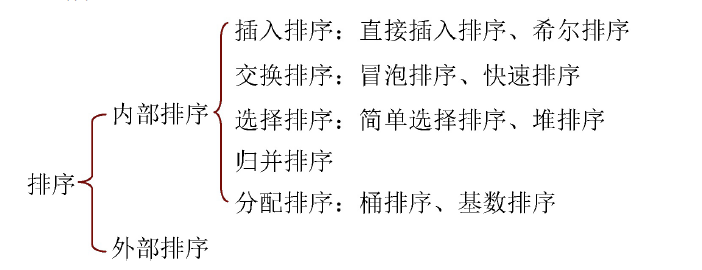 插入排序：直接插入排序、希尔排序
交换排序：冒泡排序、快速排序
内部排序
选择排序：简单选择排序、堆排序
归并排序
排序
分配排序：桶排序、基数排序
外部排序